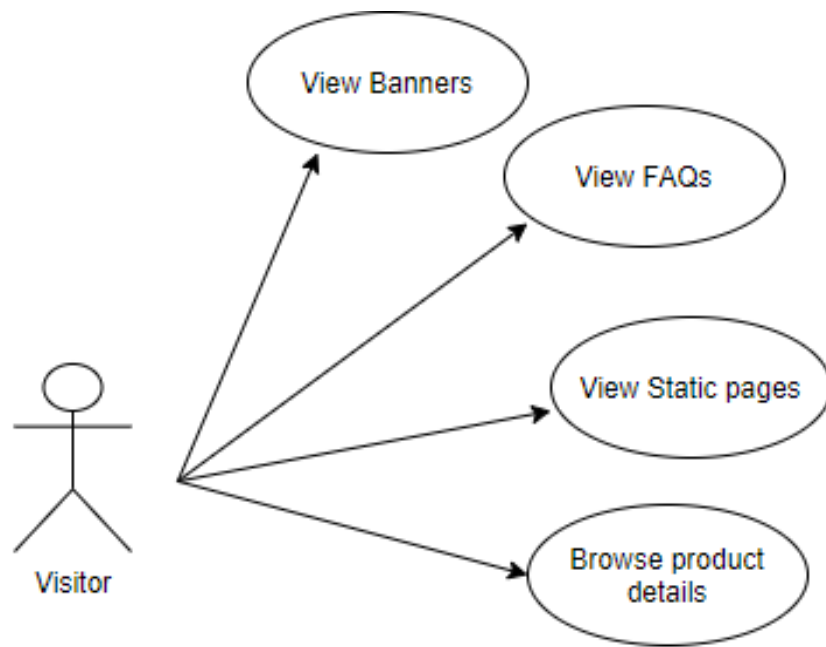 View Banners
View FAQs
View Static pages
Browse product
details
Visitor